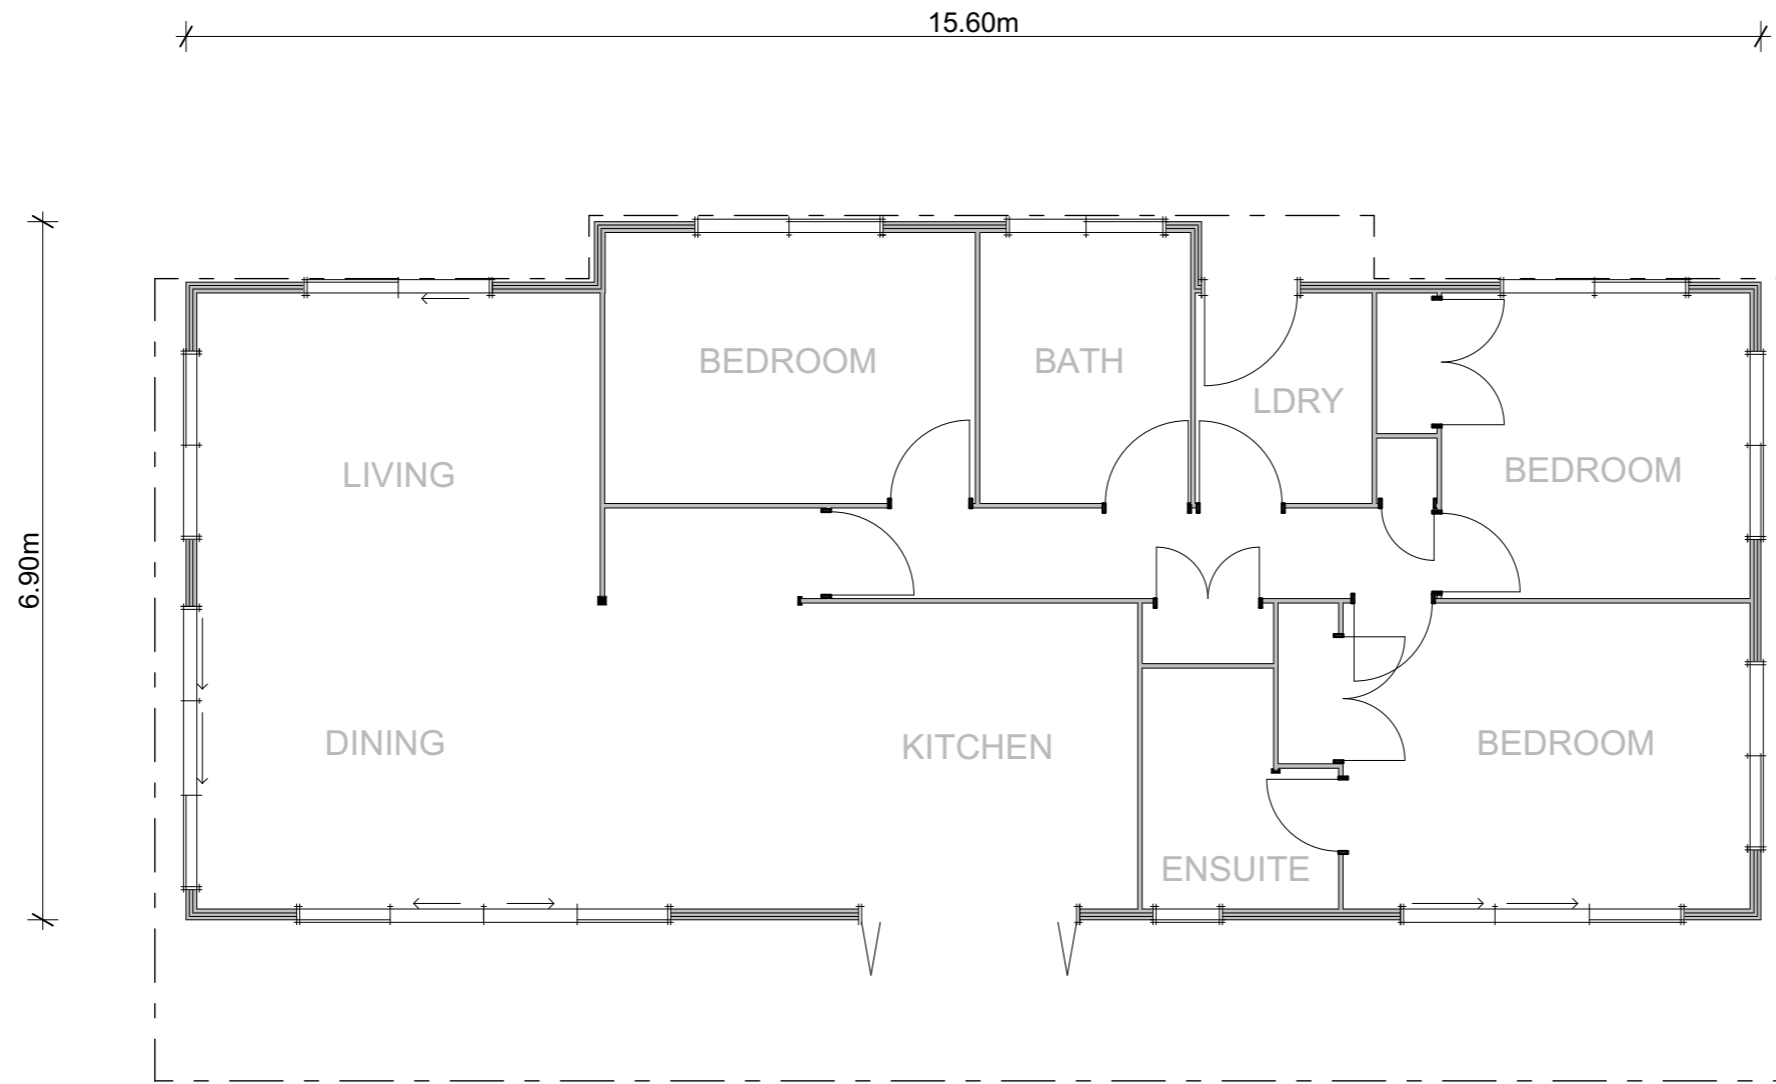 15.60m
6.90m
BEDROOM
BATH
LDRY
LIVING
BEDROOM
DINING
KITCHEN
BEDROOM
ENSUITE